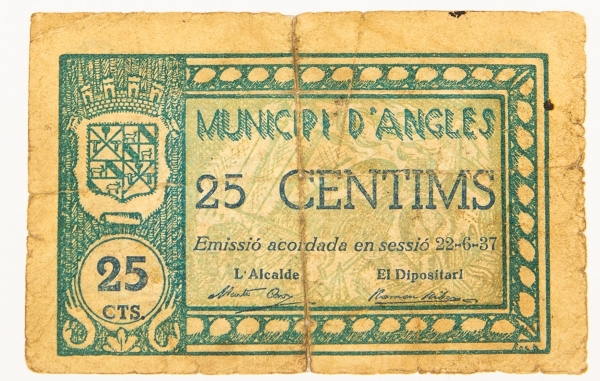 MUNICIPI D'ANGLES
25 CENTIMS
Emissió acordada en sessió 22-6-37
L'Alcalde
El Dipositari
25
CTS.